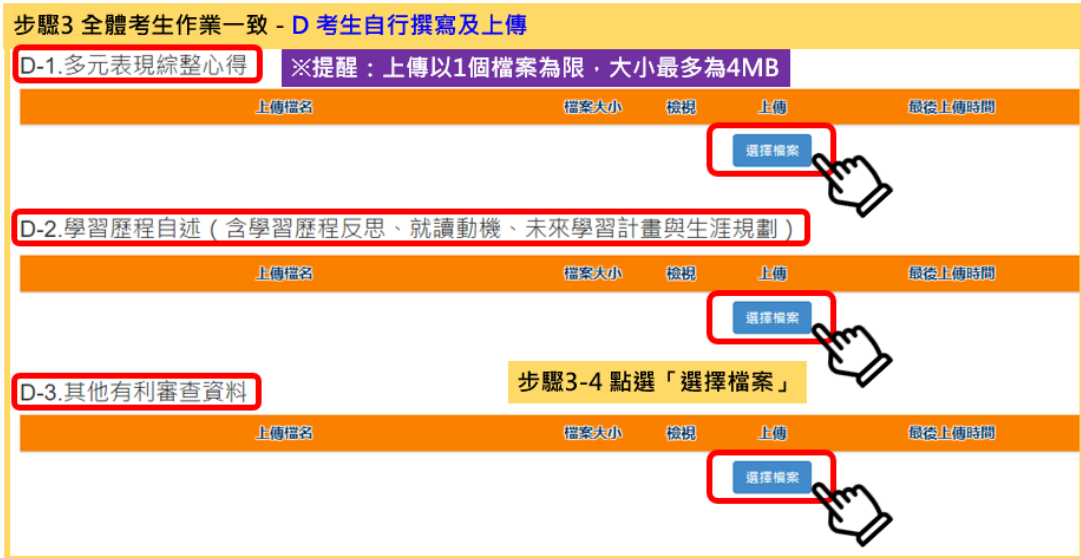 步驟3 全體考生作業一致 - D 考生自行撰寫及上傳
D-1.多元表現綜整心得
※提醒：上傳以1個檔案為限，大小最多為4MB
上傳檔名 檔案大小 檢視 上傳 最後上傳時間
選擇檔案
D-2.學習歷程自述（含學習歷程反思、就讀動機、未來學習計畫與生涯規劃）
上傳檔名 檔案大小 檢視 上傳 最後上傳時間
選擇檔案
步驟3-4 點選「選擇檔案」
D-3.其他有利審查資料
上傳檔名 檔案大小 檢視 上傳 最後上傳時間
選擇檔案